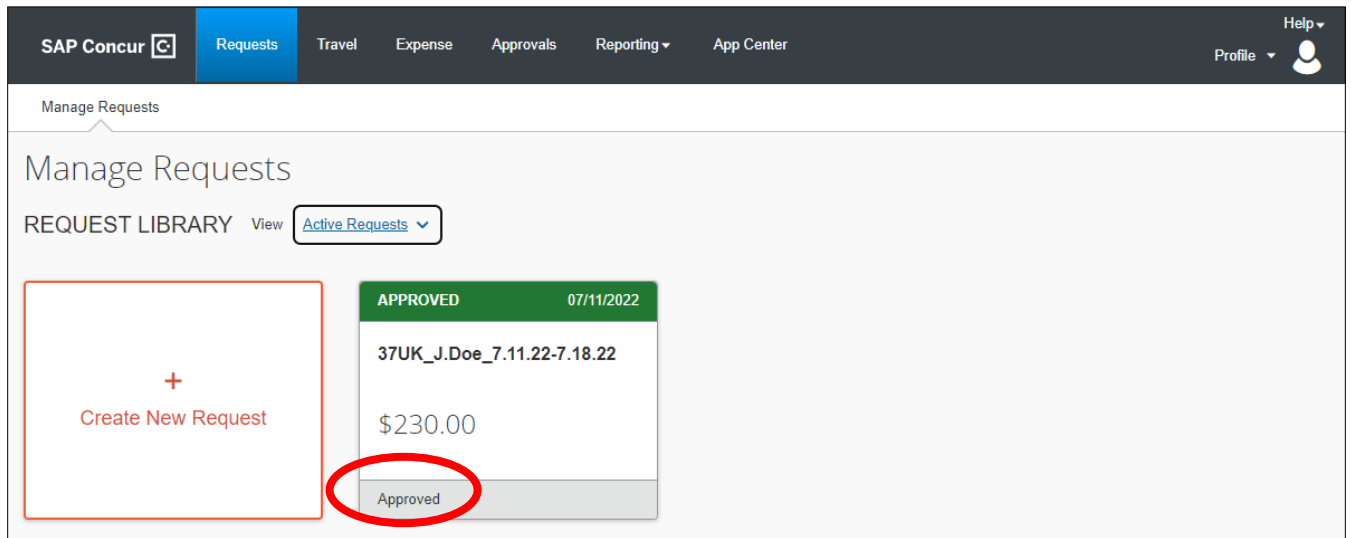 Help
SAP Concur C Requests Travel Expense Approvals Reporting App Center Profile
Manage Requests
Manage Requests
REQUEST LIBRARY View Active Requests
APPROVED 07/11/2022
37UK_J.Doe_7.11.22-7.18.22
+
Create New Request
$230.00
Approved